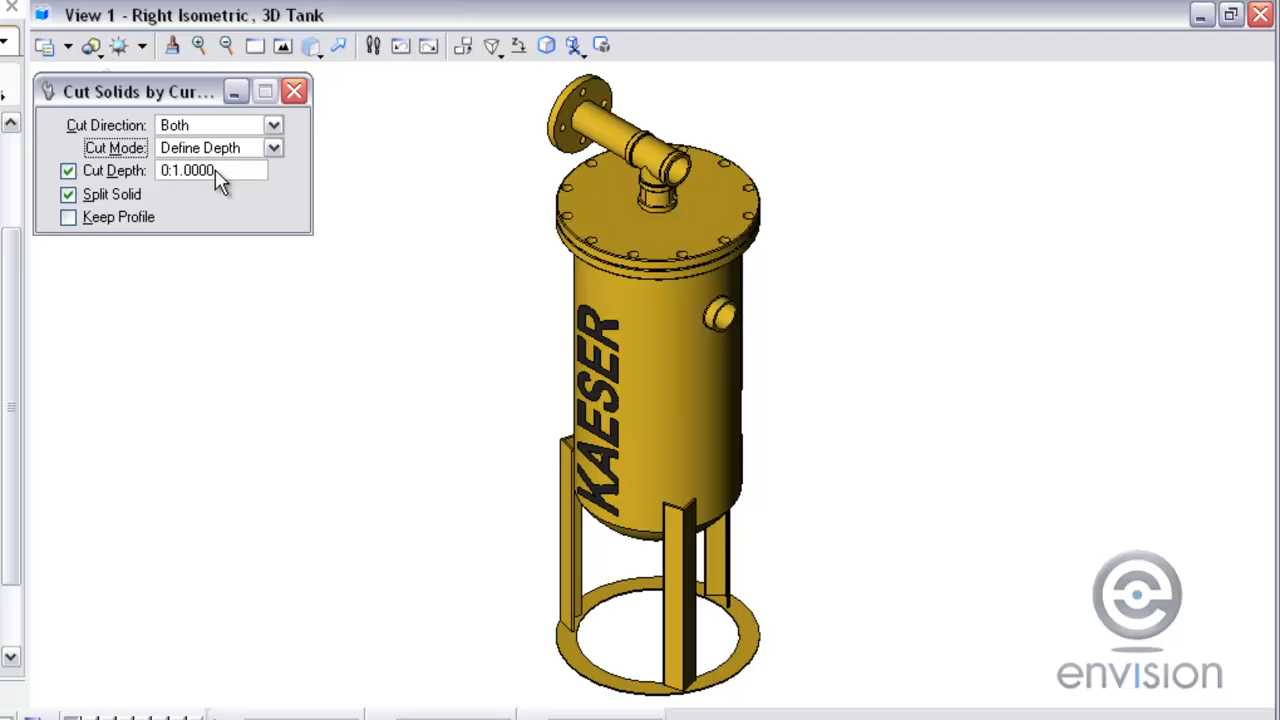 View 1 - Right Isometric, 3D Tank
Cut Solids by Cur...
Cut Direction: Both
Cut Mode: Define Depth
Cut Depth: 0:1.0000
Split Solid
Keep Profile
KAESER
envision